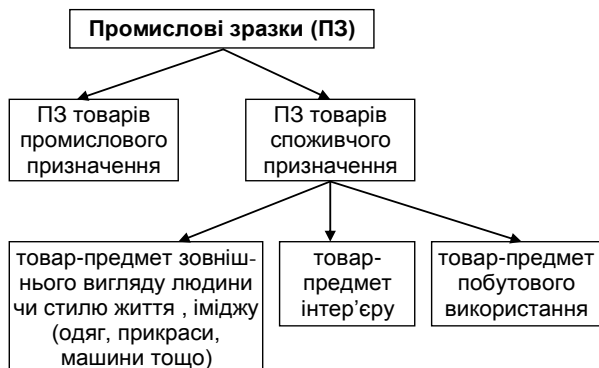 Промислові зразки (ПЗ)
ПЗ товарів
промислового
призначення
ПЗ товарів
споживчого
призначення
товар-предмет зовніш-
нього вигляду людини
чи стилю життя , іміджу
(одяг, прикраси,
машини тощо)
товар-
предмет
інтер’єру
товар-предмет
побутового
використання